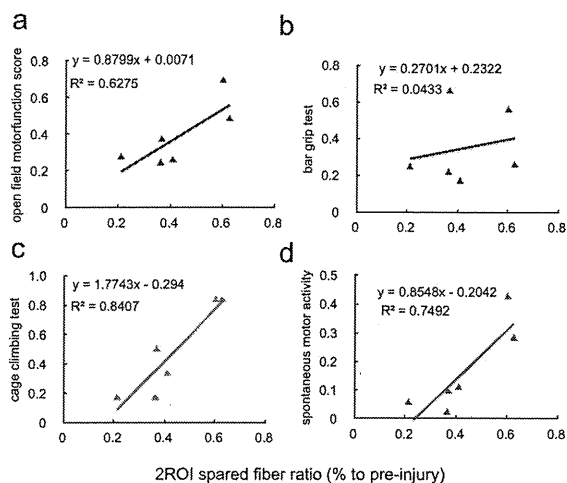 a
open field motorfunction score
0.8
0.6
0.4
0.2
0
y = 0.8799x + 0.0071
R² = 0.6275
0 0.2 0.4 0.6 0.8
b
bar grip test
0.8
0.6
0.4
0.2
0
y = 0.2701x + 0.2322
R² = 0.0433
0 0.2 0.4 0.6 0.8
c
cage climbing test
1.0
0.8
0.6
0.4
0.2
0
y = 1.7743x - 0.294
R² = 0.8407
0 0.2 0.4 0.6 0.8
d
spontaneous motor activity
0.5
0.4
0.3
0.2
0.1
0
y = 0.8548x - 0.2042
R² = 0.7492
0 0.2 0.4 0.6 0.8
2ROI spared fiber ratio (% to pre-injury)